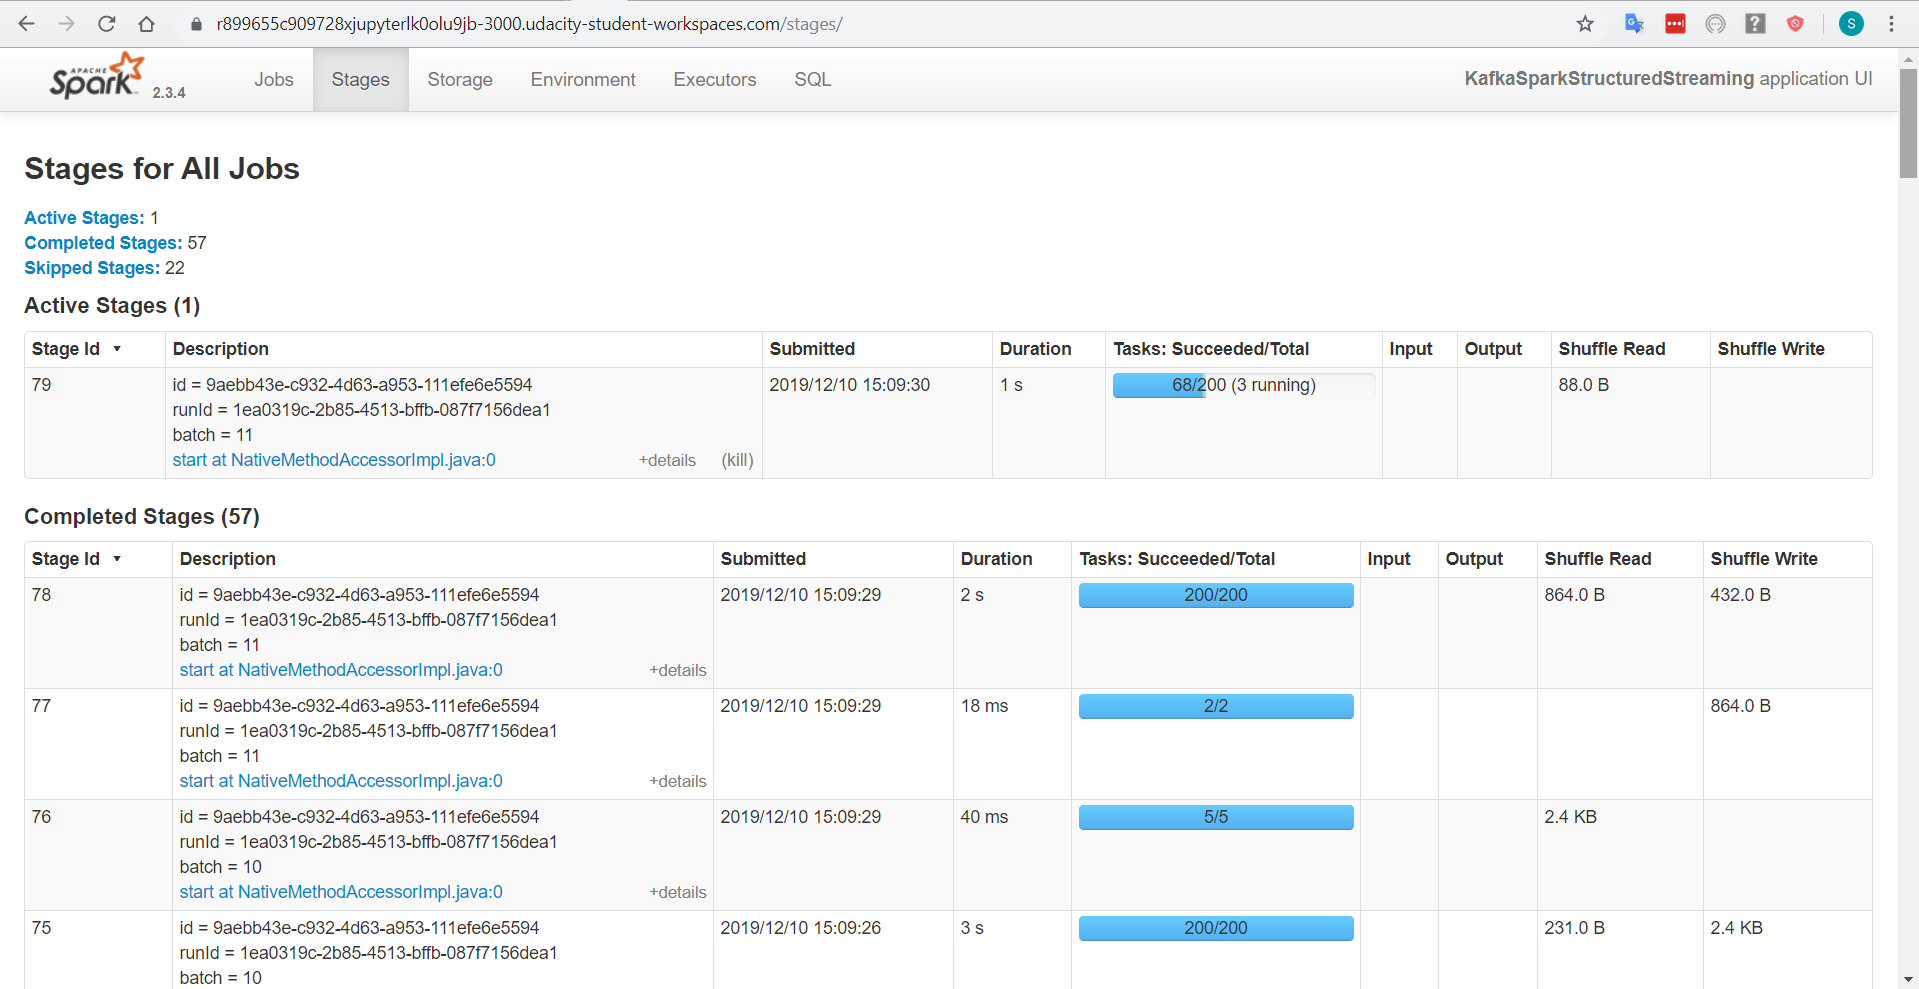 r899655c909728xjupyterlk0olu9jb-3000.udacity-student-workspaces.com/stages/
S
APACHE Spark 2.3.4 Jobs Stages Storage Environment Executors SQL KafkaSparkStructuredStreaming application UI
Stages for All Jobs
Active Stages: 1
Completed Stages: 57
Skipped Stages: 22
Active Stages (1)
Stage Id Description Submitted Duration Tasks: Succeeded/Total Input Output Shuffle Read Shuffle Write
79 id = 9aebb43e-c932-4d63-a953-111efe6e5594 2019/12/10 15:09:30 1 s 68/200 (3 running) 88.0 B
runId = 1ea0319c-2b85-4513-bffb-087f7156dea1
batch = 11
start at NativeMethodAccessorImpl.java:0 +details (kill)
Completed Stages (57)
Stage Id Description Submitted Duration Tasks: Succeeded/Total Input Output Shuffle Read Shuffle Write
78 id = 9aebb43e-c932-4d63-a953-111efe6e5594 2019/12/10 15:09:29 2 s 200/200 864.0 B 432.0 B
runId = 1ea0319c-2b85-4513-bffb-087f7156dea1
batch = 11
start at NativeMethodAccessorImpl.java:0 +details
77 id = 9aebb43e-c932-4d63-a953-111efe6e5594 2019/12/10 15:09:29 18 ms 2/2 864.0 B
runId = 1ea0319c-2b85-4513-bffb-087f7156dea1
batch = 11
start at NativeMethodAccessorImpl.java:0 +details
76 id = 9aebb43e-c932-4d63-a953-111efe6e5594 2019/12/10 15:09:29 40 ms 5/5 2.4 KB
runId = 1ea0319c-2b85-4513-bffb-087f7156dea1
batch = 10
start at NativeMethodAccessorImpl.java:0 +details
75 id = 9aebb43e-c932-4d63-a953-111efe6e5594 2019/12/10 15:09:26 3 s 200/200 231.0 B 2.4 KB
runId = 1ea0319c-2b85-4513-bffb-087f7156dea1
batch = 10